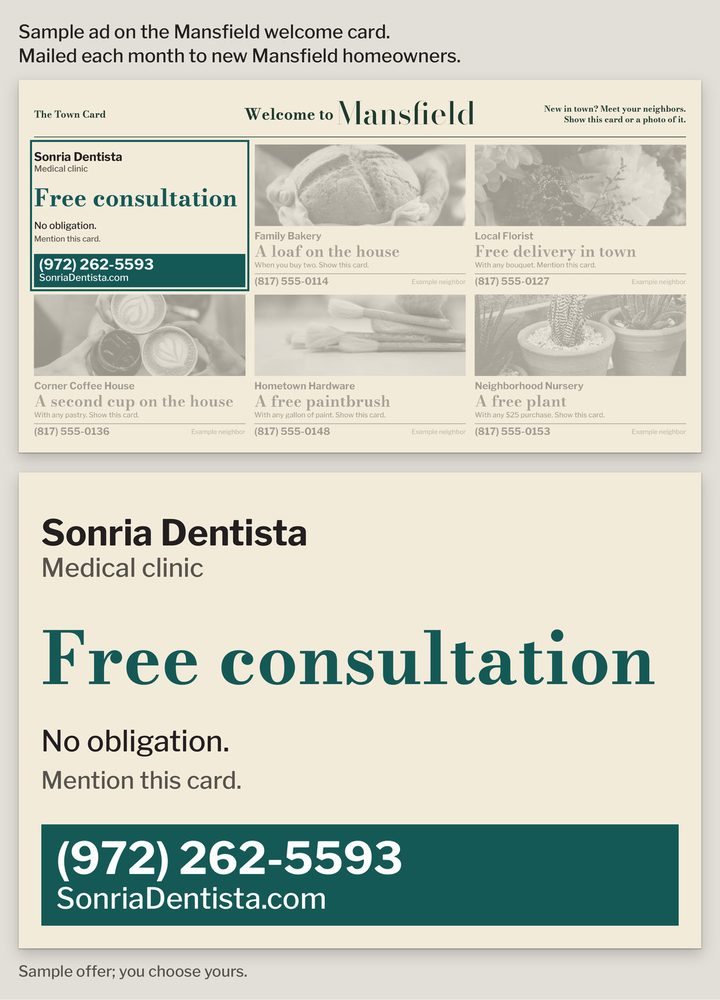 Sample ad on the Mansfield welcome card.
Mailed each month to new Mansfield homeowners.
The Town Card
Welcome to Mansfield
New in town? Meet your neighbors.
Show this card or a photo of it.
Sonria Dentista
Medical clinic
Free consultation
No obligation.
Mention this card.
(972) 262-5593
SonriaDentista.com
Family Bakery
A loaf on the house
When you buy two. Show this card.
(817) 555-0114
Example neighbor
Local Florist
Free delivery in town
With any bouquet. Mention this card.
(817) 555-0127
Example neighbor
Corner Coffee House
A second cup on the house
With any pastry. Show this card.
(817) 555-0136
Example neighbor
Hometown Hardware
A free paintbrush
With any gallon of paint. Show this card.
(817) 555-0148
Example neighbor
Neighborhood Nursery
A free plant
With any $25 purchase. Show this card.
(817) 555-0153
Example neighbor
Sonria Dentista
Medical clinic
Free consultation
No obligation.
Mention this card.
(972) 262-5593
SonriaDentista.com
Sample offer; you choose yours.